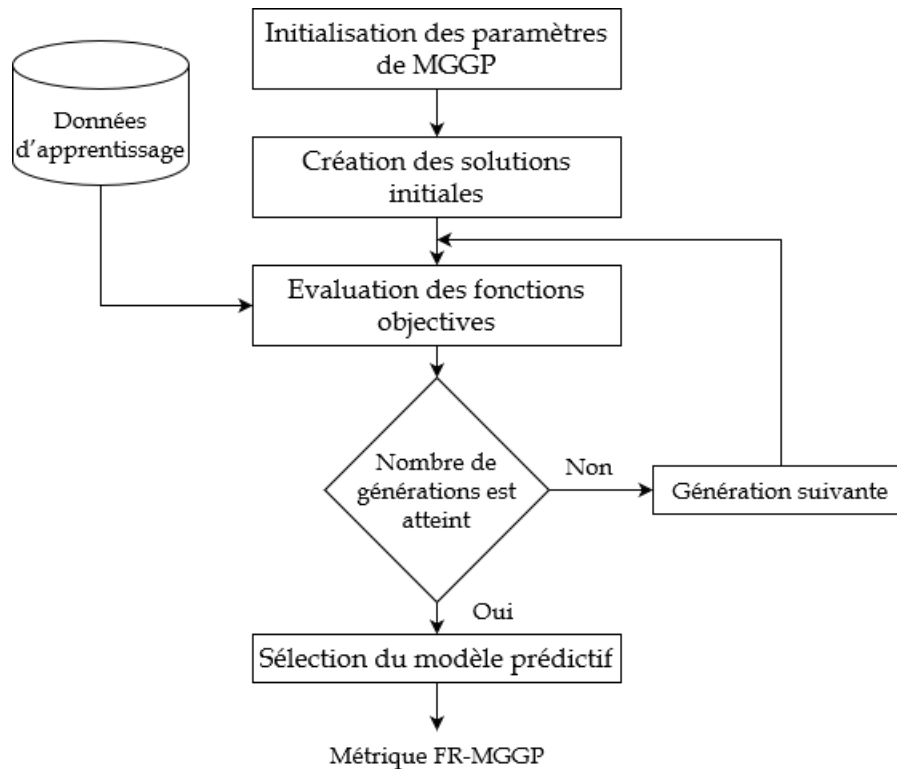 Initialisation des paramètres
de MGGP
Données
d'apprentissage
Création des solutions
initiales
Evaluation des fonctions
objectives
Nombre de
générations est
atteint
Non
Génération suivante
Oui
Sélection du modèle prédictif
Métrique FR-MGGP